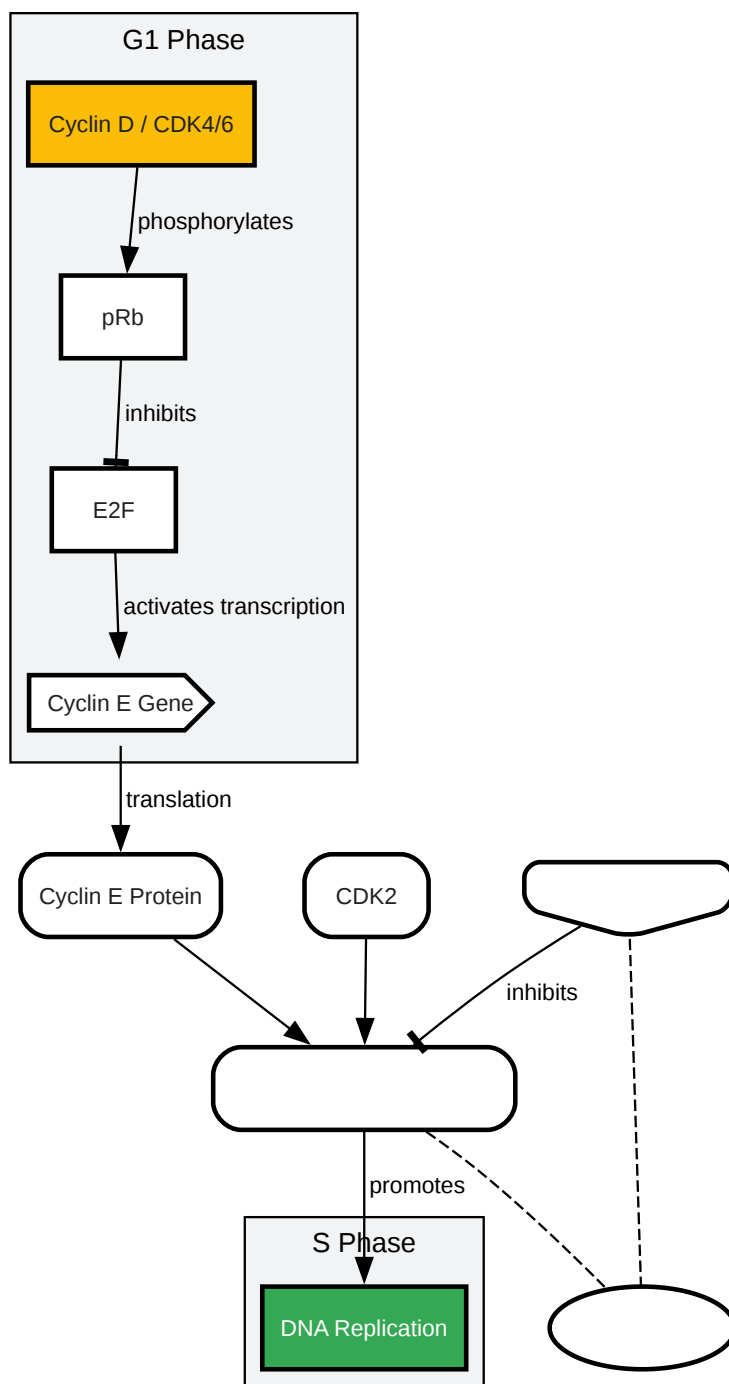 G1 Phase
Cyclin D / CDK4/6
phosphorylates
pRb
inhibits
E2F
activates transcription
Cyclin E Gene
translation
Cyclin E Protein
CDK2
inhibits
promotes
S Phase
DNA Replication